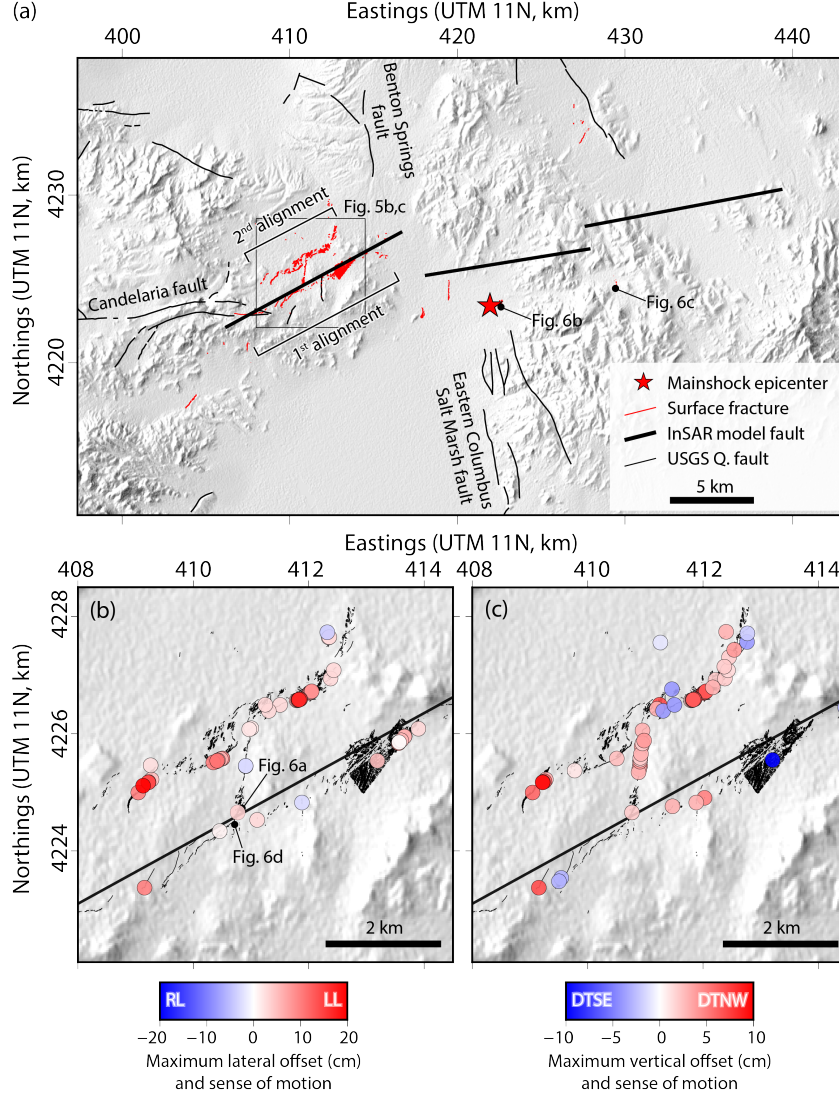 (a)
Eastings (UTM 11N, km)
400 410 420 430 440
Northings (UTM 11N, km)
4230
4220
Benton Springs
fault
2nd alignment
Fig. 5b,c
Candelaria fault
1st alignment
Fig. 6b
Fig. 6c
Eastern Columbus
Salt Marsh fault
Mainshock epicenter
Surface fracture
InSAR model fault
USGS Q. fault
5 km
Eastings (UTM 11N, km)
408 410 412 414 408 410 412 414
Northings (UTM 11N, km)
4228
4226
4224
(b)
Fig. 6a
Fig. 6d
2 km
(c)
4228
4226
4224
2 km
RL LL
−20 −10 0 10 20
Maximum lateral offset (cm)
and sense of motion
DTSE DTNW
−10 −5 0 5 10
Maximum vertical offset (cm)
and sense of motion